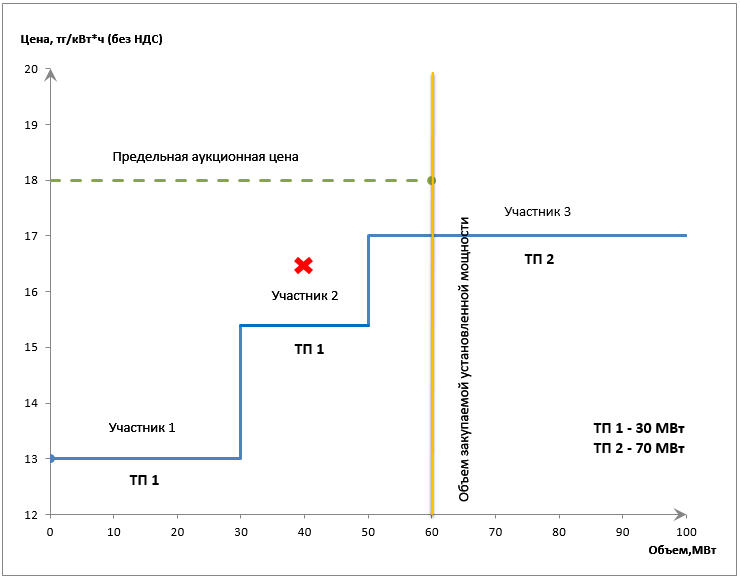 Цена, тг/кВт*ч (без НДС)
20
19
Предельная аукционная цена
18
Участник 3
17
ТП 2
16
Участник 2
ТП 1
15
Объем закупаемой установленной мощности
14
Участник 1
ТП 1 - 30 МВт
ТП 2 - 70 МВт
13
ТП 1
12
0 10 20 30 40 50 60 70 80 90 100
Объем,МВт